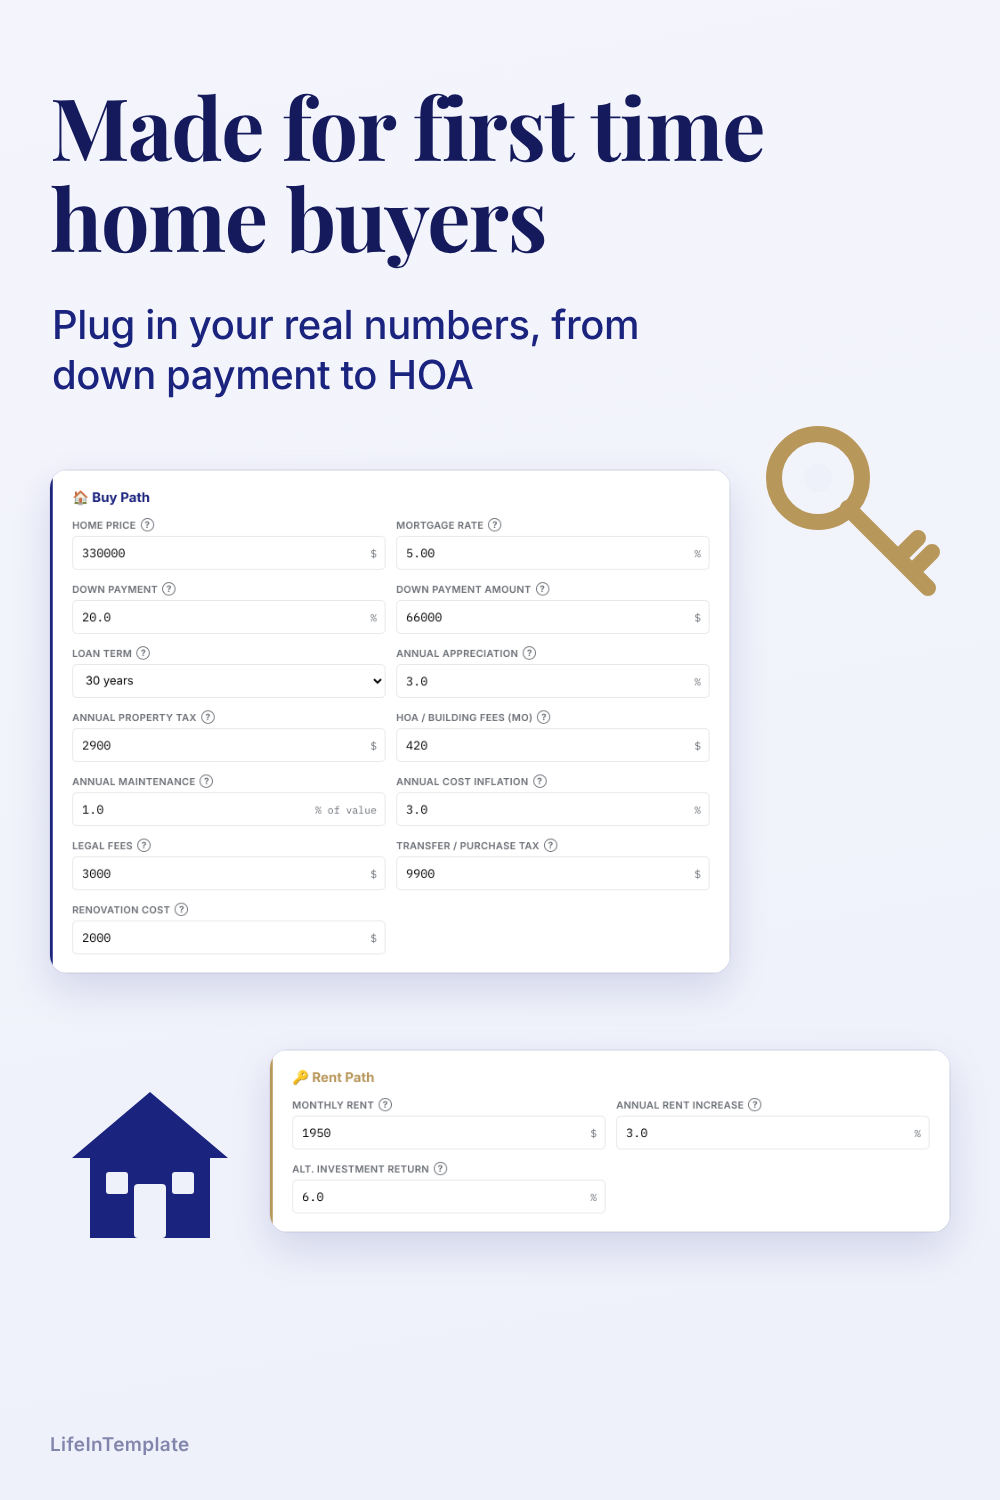 Made for first time
home buyers
Plug in your real numbers, from
down payment to HOA
🏠 Buy Path
HOME PRICE ? MORTGAGE RATE ?
330000 $ 5.00 %
DOWN PAYMENT ? DOWN PAYMENT AMOUNT ?
20.0 % 66000 $
LOAN TERM ? ANNUAL APPRECIATION ?
30 years 3.0 %
ANNUAL PROPERTY TAX ? HOA / BUILDING FEES (MO) ?
2900 $ 420 $
ANNUAL MAINTENANCE ? ANNUAL COST INFLATION ?
1.0 % of value 3.0 %
LEGAL FEES ? TRANSFER / PURCHASE TAX ?
3000 $ 9900 $
RENOVATION COST ?
2000 $
🔑 Rent Path
MONTHLY RENT ? ANNUAL RENT INCREASE ?
1950 $ 3.0 %
ALT. INVESTMENT RETURN ?
6.0 %
LifeInTemplate